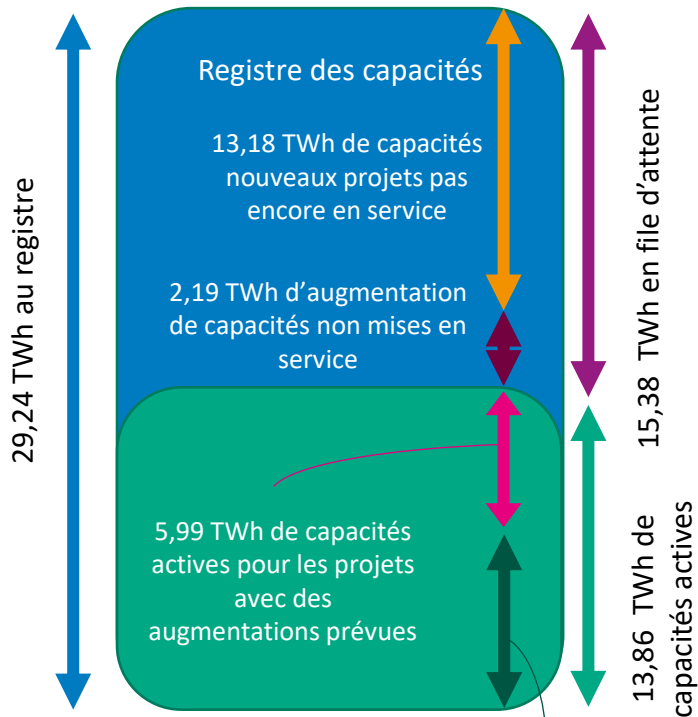 29,24 TWh au registre
Registre des capacités
13,18 TWh de capacités
nouveaux projets pas
encore en service
2,19 TWh d'augmentation
de capacités non mises en
service
15,38 TWh en file d'attente
5,99 TWh de capacités
actives pour les projets
avec des
augmentations prévues
13,86 TWh de
capacités actives